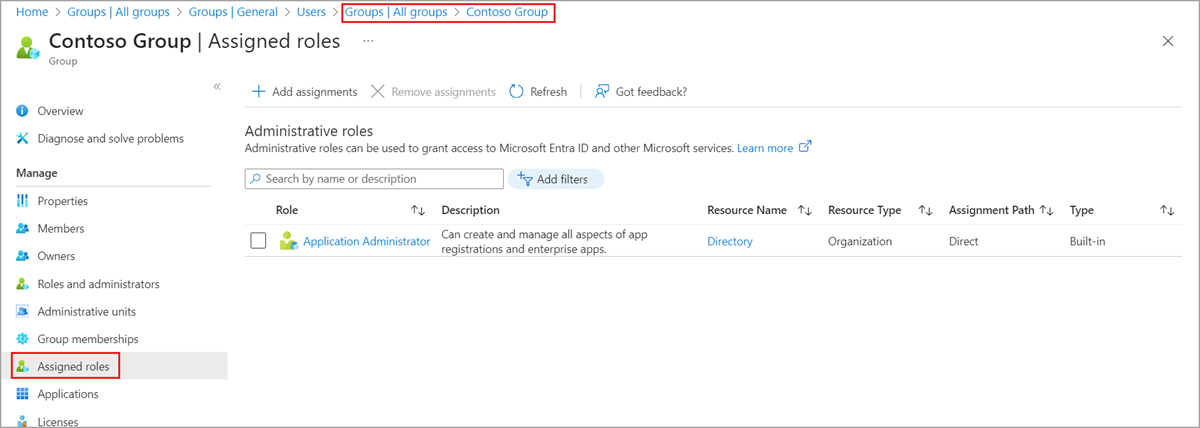 Home > Groups | All groups > Groups | General > Users > Groups | All groups > Contoso Group
Contoso Group | Assigned roles ...
Group
«
Overview
Diagnose and solve problems
Manage
Properties
Members
Owners
Roles and administrators
Administrative units
Group memberships
Assigned roles
Applications
Licenses
Add assignments Remove assignments Refresh Got feedback?
Administrative roles
Administrative roles can be used to grant access to Microsoft Entra ID and other Microsoft services. Learn more
Search by name or description Add filters
Role Description Resource Name Resource Type Assignment Path Type
Application Administrator Can create and manage all aspects of app Directory Organization Direct Built-in
registrations and enterprise apps.